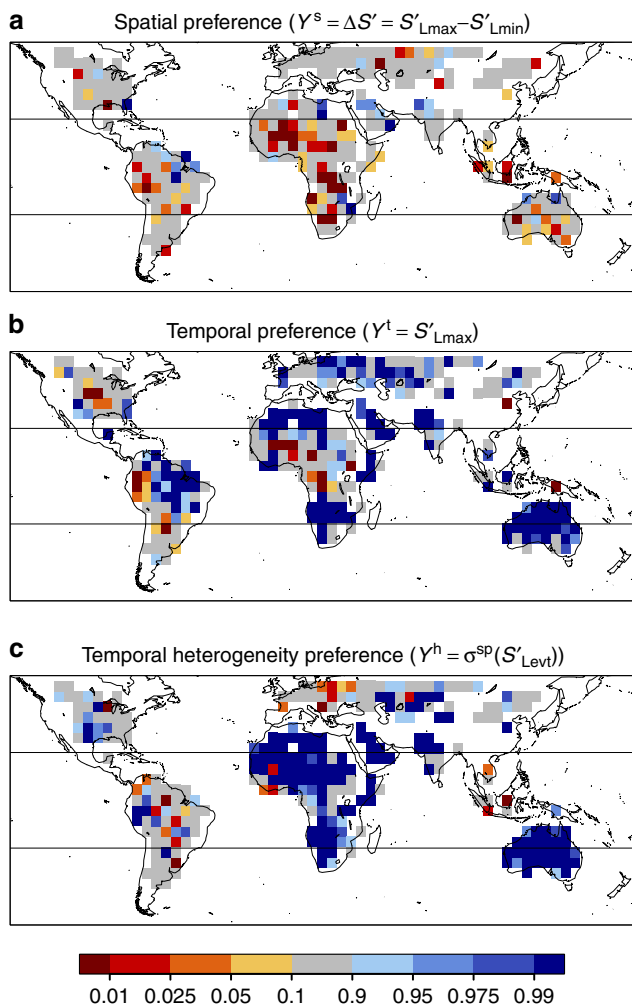 a
Spatial preference (Yˢ = ΔS′ = S′Lmax–S′Lmin)
b
Temporal preference (Yᵗ = S′Lmax)
c
Temporal heterogeneity preference (Yʰ = σˢᵖ(S′Levt))
0.01 0.025 0.05 0.1 0.9 0.95 0.975 0.99